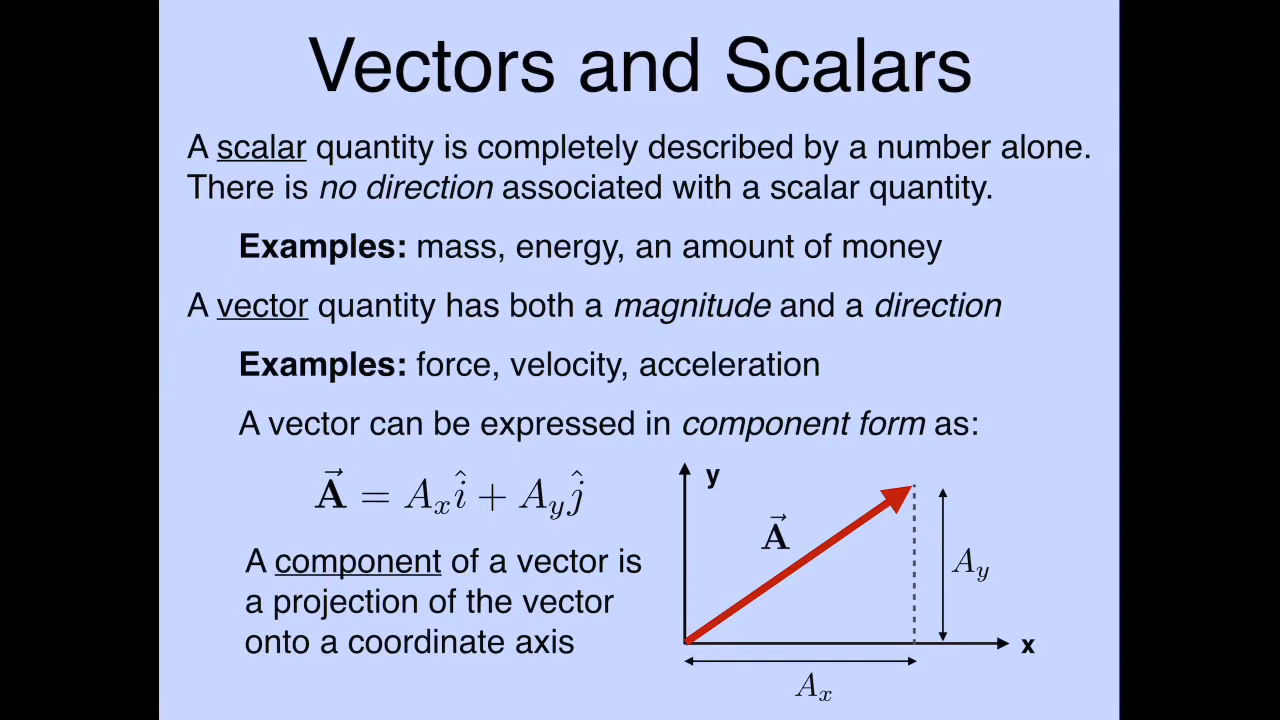 Vectors and Scalars
A scalar quantity is completely described by a number alone.
There is no direction associated with a scalar quantity.
Examples: mass, energy, an amount of money
A vector quantity has both a magnitude and a direction
Examples: force, velocity, acceleration
A vector can be expressed in component form as:
$\vec{\mathbf{A}} = A_x\hat{i} + A_y\hat{j}$
A component of a vector is
a projection of the vector
onto a coordinate axis
y
$\vec{\mathbf{A}}$
$A_y$
x
$A_x$